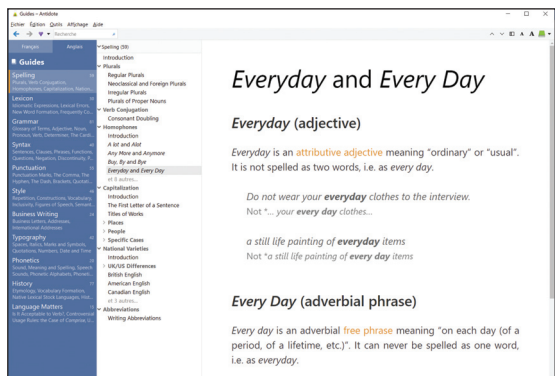 Guides – Antidote
Fichier Édition Outils Affichage Aide
Recherche
Français Anglais
Guides
Spelling
Plurals, Verb Conjugation,
Homophones, Capitalization, Nation...
Lexicon
Idiomatic Expressions, Lexical Errors,
New Word Formation, Frequently Co...
Grammar
Glossary of Terms, Adjective, Noun,
Pronoun, Verb, Determiner, The Cardi...
Syntax
Sentences, Clauses, Phrases, Functions,
Questions, Negation, Discontinuity, P...
Punctuation
Punctuation Marks, The Comma, The
Hyphen, The Dash, Brackets, Quotati...
Style
Repetition, Constructions, Vocabulary,
Inclusivity, Figures of Speech, Semant...
Business Writing
Business Letters, Addresses,
International Addresses
Typography
Spaces, Italics, Marks and Symbols,
Quotations, Numbers, Date and Time
Phonetics
Sound, Meaning and Spelling, Speech
Sounds, Phonetic Alphabets, Phoneti...
History
Etymology, Vocabulary Formation,
Native Lexical Stock Languages, Hist...
Language Matters
Is It Acceptable to Verb?, Controversial
Usage Rules, the Case of Comprise, U...
Spelling (59)
Introduction
Plurals
Regular Plurals
Neoclassical and Foreign Plurals
Irregular Plurals
Plurals of Proper Nouns
Verb Conjugation
Consonant Doubling
Homophones
Introduction
A lot and Alot
Any More and Anymore
Buy, By and Bye
Everyday and Every Day
et 8 autres...
Capitalization
Introduction
The First Letter of a Sentence
Titles of Works
Places
People
Specific Cases
National Varieties
Introduction
UK/US Differences
British English
American English
Canadian English
et 3 autres...
Abbreviations
Writing Abbreviations
Everyday and Every Day
Everyday (adjective)
Everyday is an attributive adjective meaning “ordinary” or “usual”.
It is not spelled as two words, i.e. as every day.
Do not wear your everyday clothes to the interview.
Not *... your every day clothes...
a still life painting of everyday items
Not *a still life painting of every day items
Every Day (adverbial phrase)
Every day is an adverbial free phrase meaning “on each day (of a
period, of a lifetime, etc.)”. It can never be spelled as one word,
i.e. as everyday.